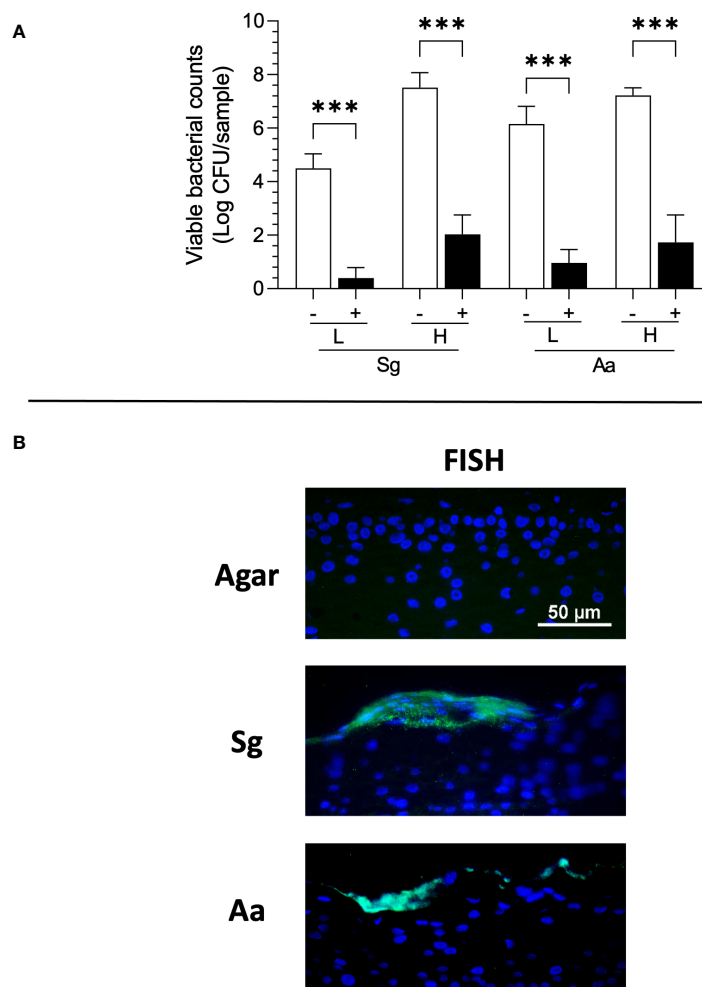 A
Viable bacterial counts
(Log CFU/sample)
10
8
6
4
2
0
*** *** *** ***
- + - + - + - +
L H L H
Sg Aa
B
FISH
Agar
50 µm
Sg
Aa